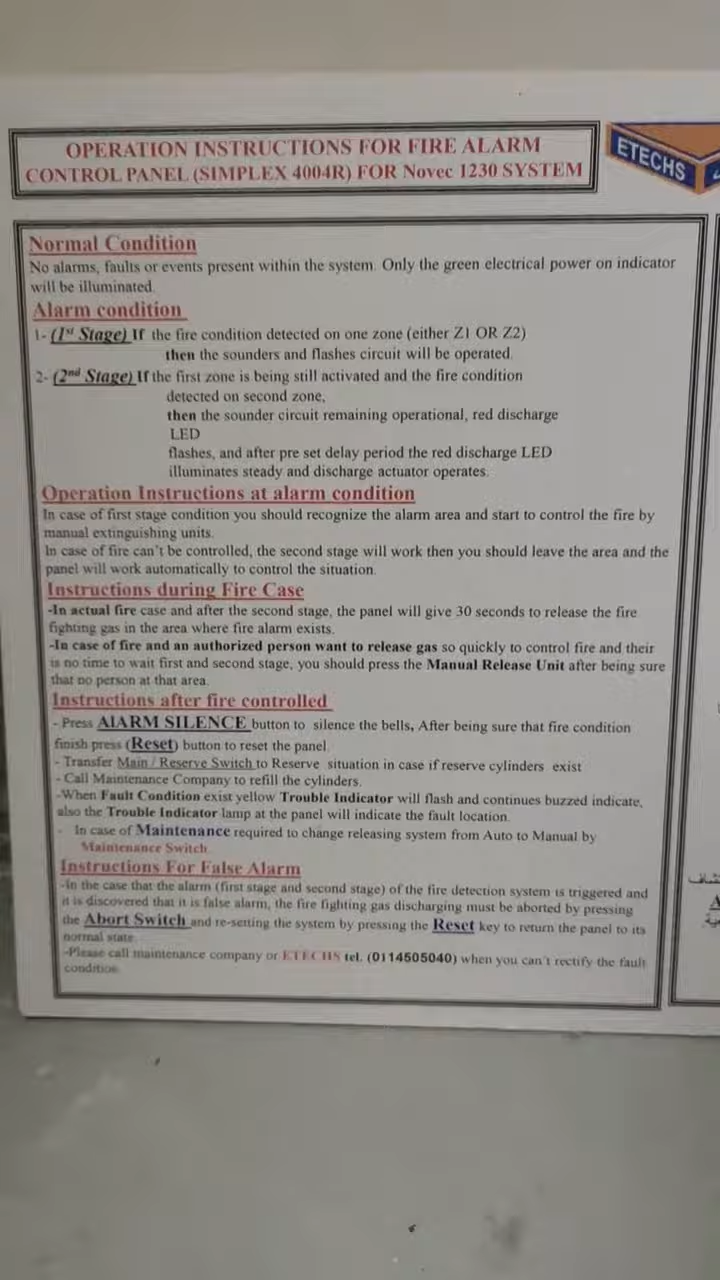 OPERATION INSTRUCTIONS FOR FIRE ALARM
CONTROL PANEL (SIMPLEX 4004R) FOR Novec 1230 SYSTEM
ETECHS
Normal Condition
No alarms, faults or events present within the system. Only the green electrical power on indicator
will be illuminated.
Alarm condition
1- (1st Stage) If the fire condition detected on one zone (either Z1 OR Z2)
then the sounders and flashes circuit will be operated.
2- (2nd Stage) If the first zone is being still activated and the fire condition
detected on second zone,
then the sounder circuit remaining operational, red discharge
LED
flashes, and after pre set delay period the red discharge LED
illuminates steady and discharge actuator operates.
Operation Instructions at alarm condition
In case of first stage condition you should recognize the alarm area and start to control the fire by
manual extinguishing units.
In case of fire can't be controlled, the second stage will work then you should leave the area and the
panel will work automatically to control the situation.
Instructions during Fire Case
-In actual fire case and after the second stage, the panel will give 30 seconds to release the fire
fighting gas in the area where fire alarm exists.
-In case of fire and an authorized person want to release gas so quickly to control fire and their
is no time to wait first and second stage, you should press the Manual Release Unit after being sure
that no person at that area.
Instructions after fire controlled
- Press AlARM SILENCE button to silence the bells, After being sure that fire condition
finish press (Reset) button to reset the panel.
- Transfer Main / Reserve Switch to Reserve situation in case if reserve cylinders exist
- Call Maintenance Company to refill the cylinders.
-When Fault Condition exist yellow Trouble Indicator will flash and continues buzzed indicate,
also the Trouble Indicator lamp at the panel will indicate the fault location.
- In case of Maintenance required to change releasing system from Auto to Manual by
Maintenance Switch.
Instructions For False Alarm
-In the case that the alarm (first stage and second stage) of the fire detection system is triggered and
it is discovered that it is false alarm, the fire fighting gas discharging must be aborted by pressing
the Abort Switch and re-setting the system by pressing the Reset key to return the panel to its
normal state.
-Please call maintenance company or ETECHS tel. (0114505040) when you can't rectify the fault
condition.